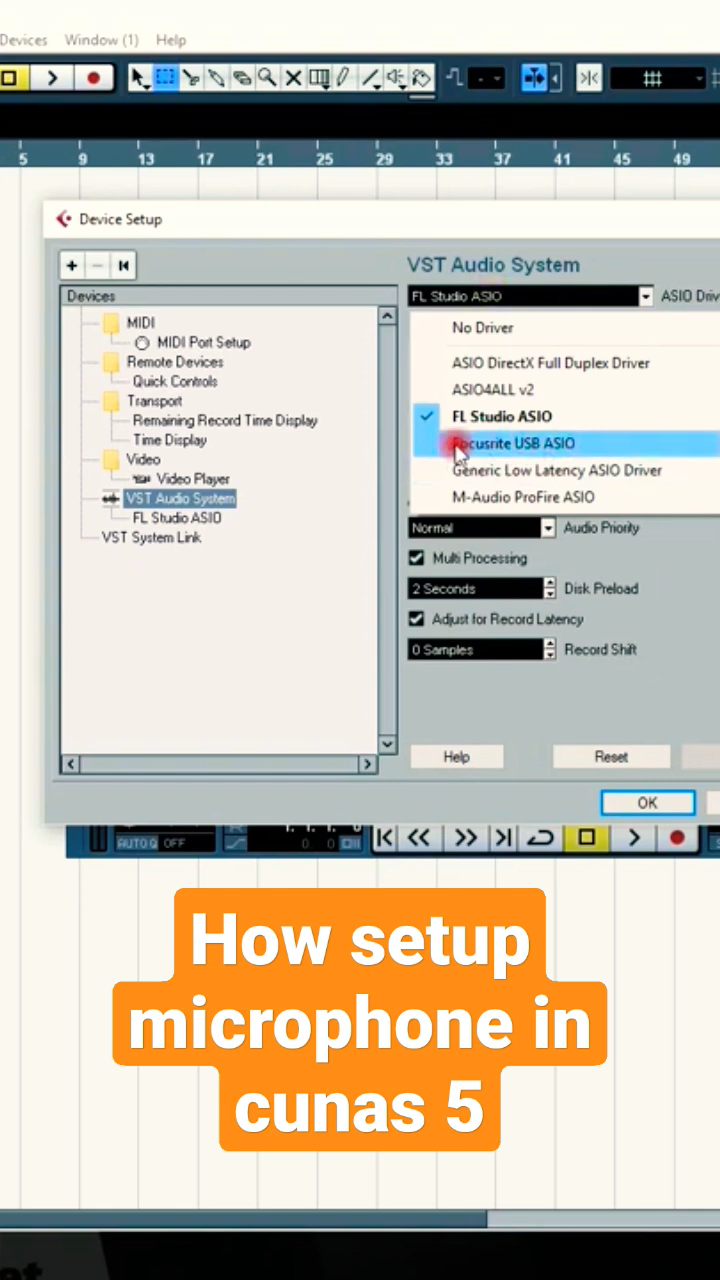 Devices Window (1) Help
5 9 13 17 21 25 29 33 37 41 45 49
Device Setup
VST Audio System
Devices
FL Studio ASIO
MIDI
MIDI Port Setup
Remote Devices
Quick Controls
Transport
Remaining Record Time Display
Time Display
Video
Video Player
VST Audio System
FL Studio ASIO
VST System Link
ASIO
No Driver
ASIO DirectX Full Duplex Driver
ASIO4ALL v2
FL Studio ASIO
Focusrite USB ASIO
Generic Low Latency ASIO Driver
M-Audio ProFire ASIO
Normal Audio Priority
Multi Processing
2 Seconds Disk Preload
Adjust for Record Latency
0 Samples Record Shift
Help Reset
OK
AUTO Q OFF
How setup
microphone in
cunas 5